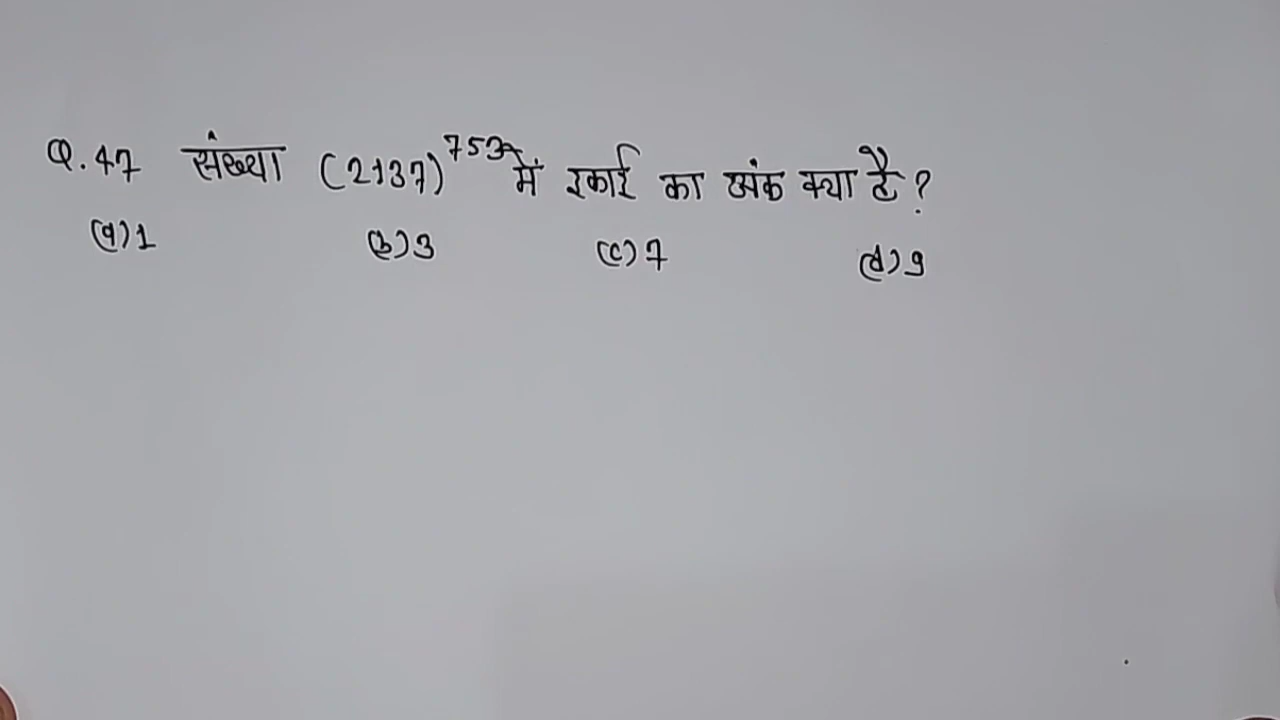 Q.47 संख्या (2137)^753 में इकाई का अंक क्या है?
(a) 1 (b) 3 (c) 7 (d) 9